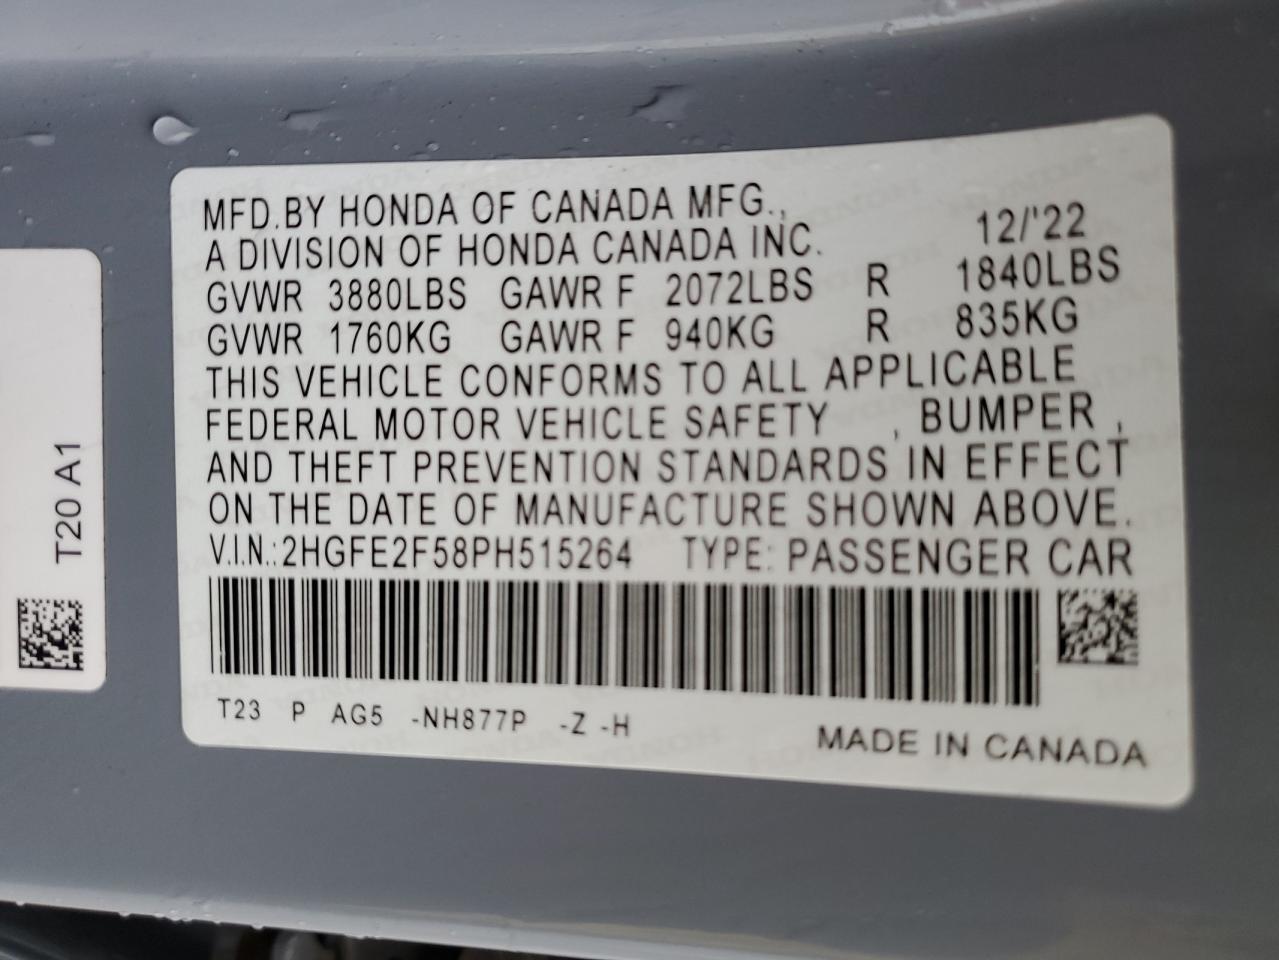 MFD.BY HONDA OF CANADA MFG.,
A DIVISION OF HONDA CANADA INC. 12/'22
GVWR 3880LBS GAWR F 2072LBS R 1840LBS
GVWR 1760KG GAWR F 940KG R 835KG
THIS VEHICLE CONFORMS TO ALL APPLICABLE
FEDERAL MOTOR VEHICLE SAFETY , BUMPER ,
AND THEFT PREVENTION STANDARDS IN EFFECT
ON THE DATE OF MANUFACTURE SHOWN ABOVE.
V.I.N.:2HGFE2F58PH515264 TYPE: PASSENGER CAR
T23 P AG5 -NH877P -Z -H
MADE IN CANADA
T20 A1